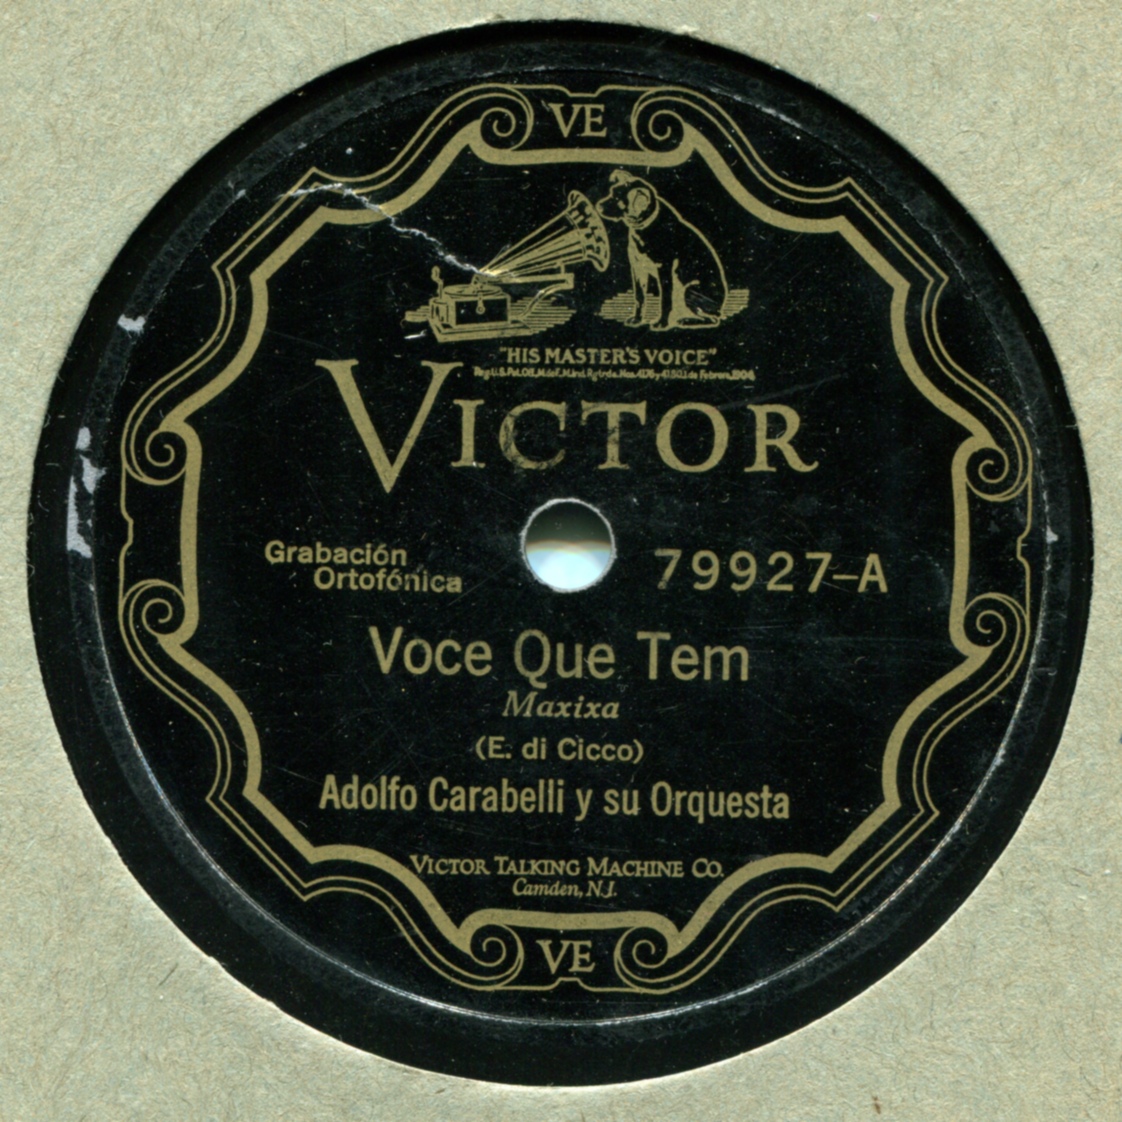 VE
"HIS MASTER'S VOICE"
VICTOR
Grabación
Ortofónica
79927-A
Voce Que Tem
Maxixa
(E. di Cicco)
Adolfo Carabelli y su Orquesta
VICTOR TALKING MACHINE CO.
Camden, N.J.
VE